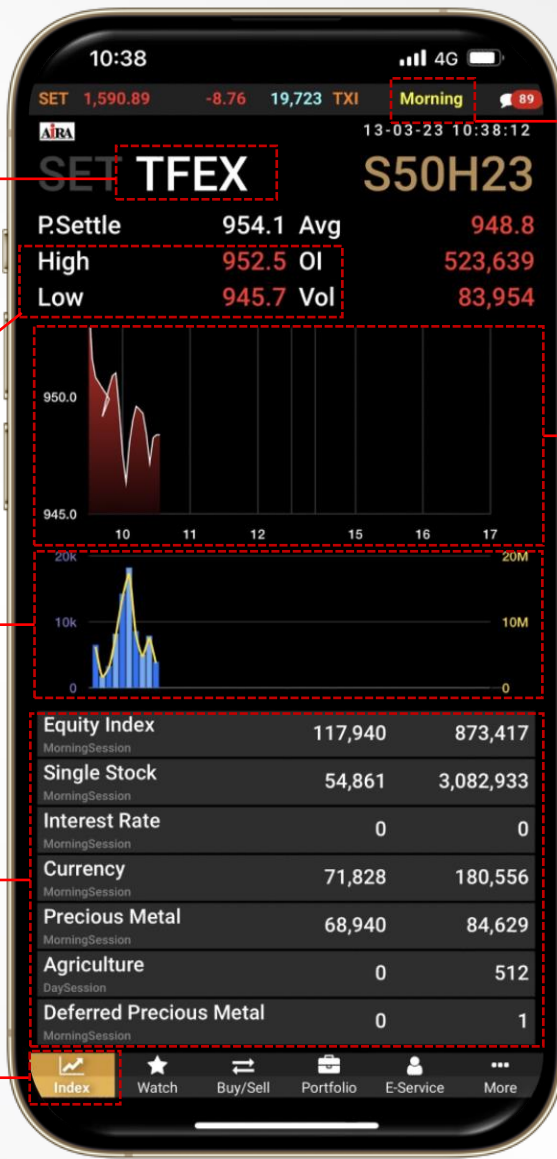 10:38 4G
SET 1,590.89 -8.76 19,723 TXI Morning 89
AiRA 13-03-23 10:38:12
SET TFEX S50H23
P.Settle 954.1 Avg 948.8
High 952.5 OI 523,639
Low 945.7 Vol 83,954
950.0
945.0
10 11 12 15 16 17
20k 20M
10k 10M
0 0
Equity Index 117,940 873,417
MorningSession
Single Stock 54,861 3,082,933
MorningSession
Interest Rate 0 0
MorningSession
Currency 71,828 180,556
MorningSession
Precious Metal 68,940 84,629
MorningSession
Agriculture 0 512
DaySession
Deferred Precious Metal 0 1
MorningSession
Index Watch Buy/Sell Portfolio E-Service More